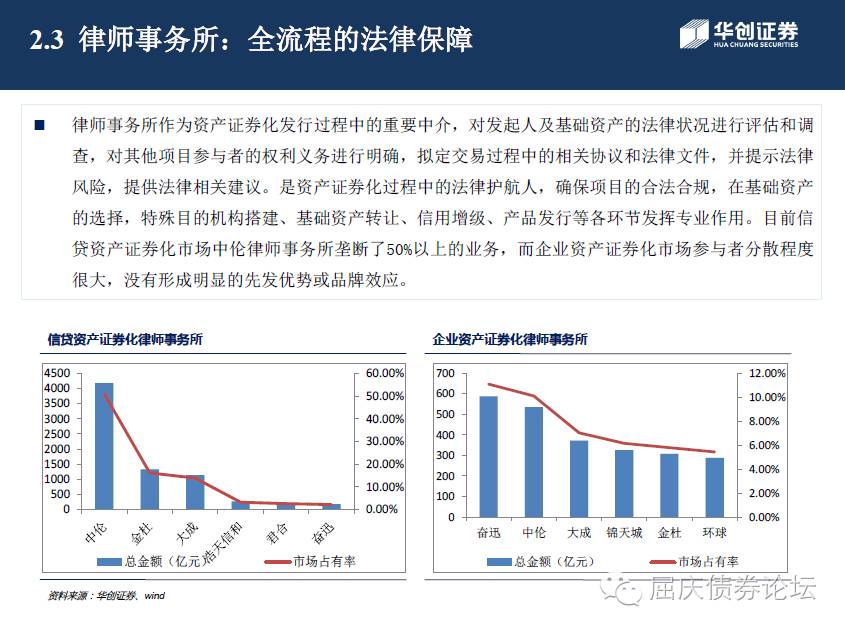 2.3 律师事务所：全流程的法律保障
华创证券
HUA CHUANG SECURITIES
律师事务所作为资产证券化发行过程中的重要中介，对发起人及基础资产的法律状况进行评估和调
查，对其他项目参与者的权利义务进行明确，拟定交易过程中的相关协议和法律文件，并提示法律
风险，提供法律相关建议。是资产证券化过程中的法律护航人，确保项目的合法合规，在基础资产
的选择，特殊目的机构搭建、基础资产转让、信用增级、产品发行等各环节发挥专业作用。目前信
贷资产证券化市场中伦律师事务所垄断了50%以上的业务，而企业资产证券化市场参与者分散程度
很大，没有形成明显的先发优势或品牌效应。
信贷资产证券化律师事务所
4500 60.00%
4000 50.00%
3500
3000 40.00%
2500
2000 30.00%
1500 20.00%
1000
500 10.00%
0 0.00%
中伦 金杜 大成 浩天信和 君合 奋迅
总金额（亿元） 市场占有率
企业资产证券化律师事务所
700 12.00%
600 10.00%
500 8.00%
400
300 6.00%
200 4.00%
100 2.00%
0 0.00%
奋迅 中伦 大成 锦天城 金杜 环球
总金额（亿元） 市场占有率
资料来源：华创证券、wind
屈庆债券论坛